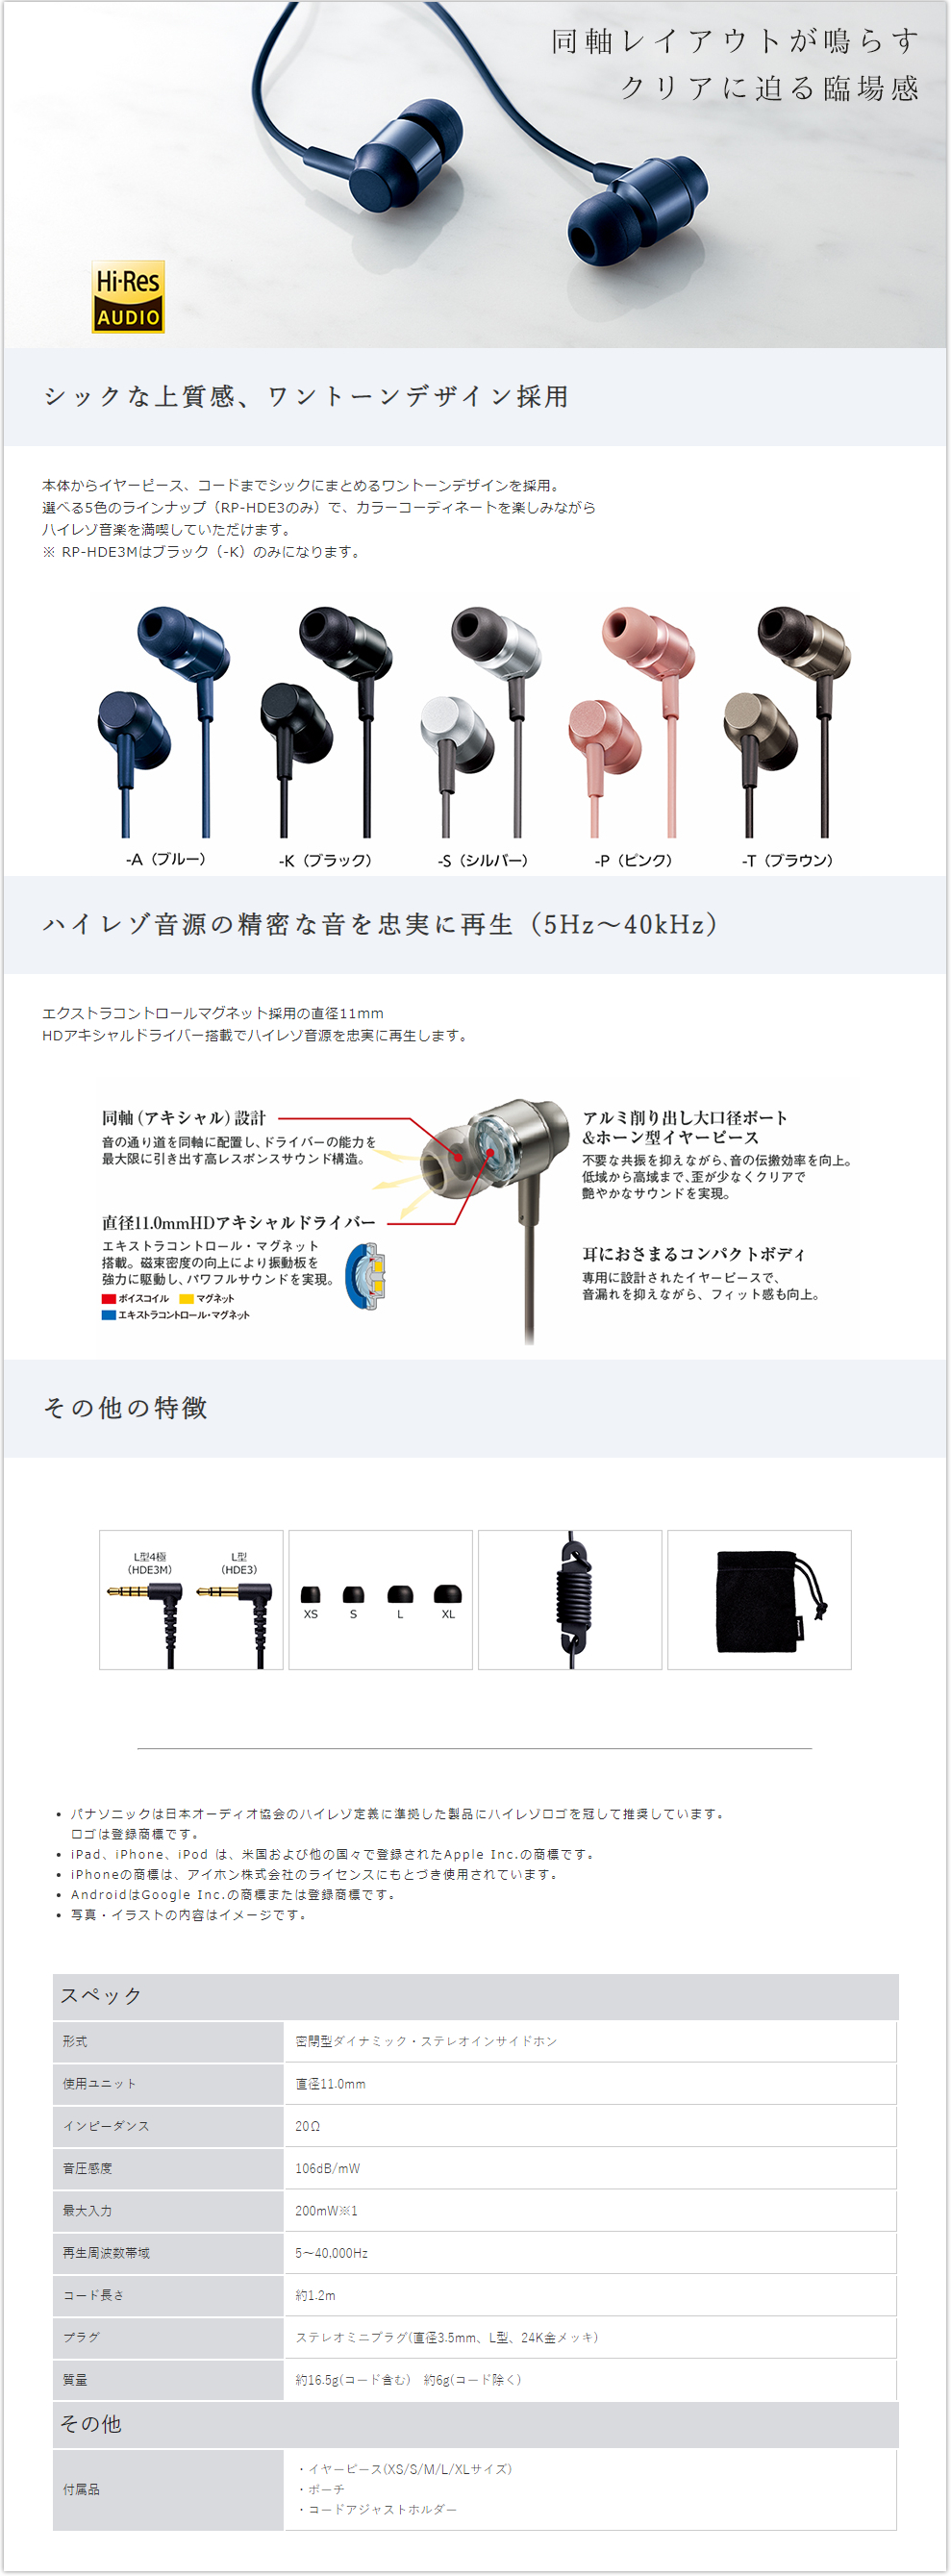 同軸レイアウトが鳴らす
クリアに迫る臨場感
Hi-Res
AUDIO
シックな上質感、ワントーンデザイン採用
本体からイヤーピース、コードまでシックにまとめるワントーンデザインを採用。
選べる5色のラインナップ（RP-HDE3のみ）で、カラーコーディネートを楽しみながら
ハイレゾ音楽を満喫していただけます。
※ RP-HDE3Mはブラック（-K）のみになります。
-A（ブルー）
-K（ブラック）
-S（シルバー）
-P（ピンク）
-T（ブラウン）
ハイレゾ音源の精密な音を忠実に再生（5Hz～40kHz）
エクストラコントロールマグネット採用の直径11mm
HDアキシャルドライバー搭載でハイレゾ音源を忠実に再生します。
同軸（アキシャル）設計
音の通り道を同軸に配置し、ドライバーの能力を
最大限に引き出す高レスポンスサウンド構造。
直径11.0mmHDアキシャルドライバー
エキストラコントロール・マグネット
搭載。磁束密度の向上により振動板を
強力に駆動し、パワフルサウンドを実現。
ボイスコイル
マグネット
エキストラコントロール・マグネット
アルミ削り出し大口径ポート
&ホーン型イヤーピース
不要な共振を抑えながら、音の伝搬効率を向上。
低域から高域まで、歪が少なくクリアで
艶やかなサウンドを実現。
耳におさまるコンパクトボディ
専用に設計されたイヤーピースで、
音漏れを抑えながら、フィット感も向上。
その他の特徴
L型4極
（HDE3M）
L型
（HDE3）
XS
S
L
XL
• パナソニックは日本オーディオ協会のハイレゾ定義に準拠した製品にハイレゾロゴを冠して推奨しています。
ロゴは登録商標です。
• iPad、iPhone、iPod は、米国および他の国々で登録されたApple Inc.の商標です。
• iPhoneの商標は、アイホン株式会社のライセンスにもとづき使用されています。
• AndroidはGoogle Inc.の商標または登録商標です。
• 写真・イラストの内容はイメージです。
スペック
形式
密閉型ダイナミック・ステレオインサイドホン
使用ユニット
直径11.0mm
インピーダンス
20Ω
音圧感度
106dB/mW
最大入力
200mW※1
再生周波数帯域
5～40,000Hz
コード長さ
約1.2m
プラグ
ステレオミニプラグ(直径3.5mm、L型、24K金メッキ)
質量
約16.5g(コード含む)　約6g(コード除く)
その他
付属品
・イヤーピース(XS/S/M/L/XLサイズ)
・ポーチ
・コードアジャストホルダー